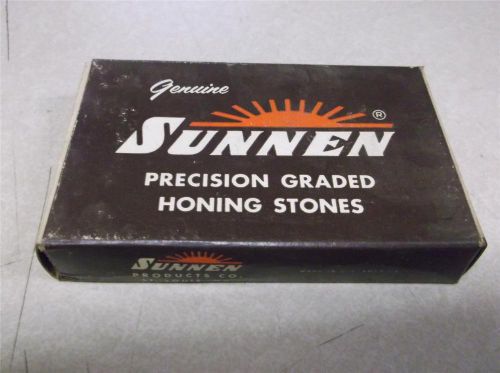 Genuine
SUNNEN ®
PRECISION GRADED
HONING STONES
SUNNEN
PRODUCTS CO.